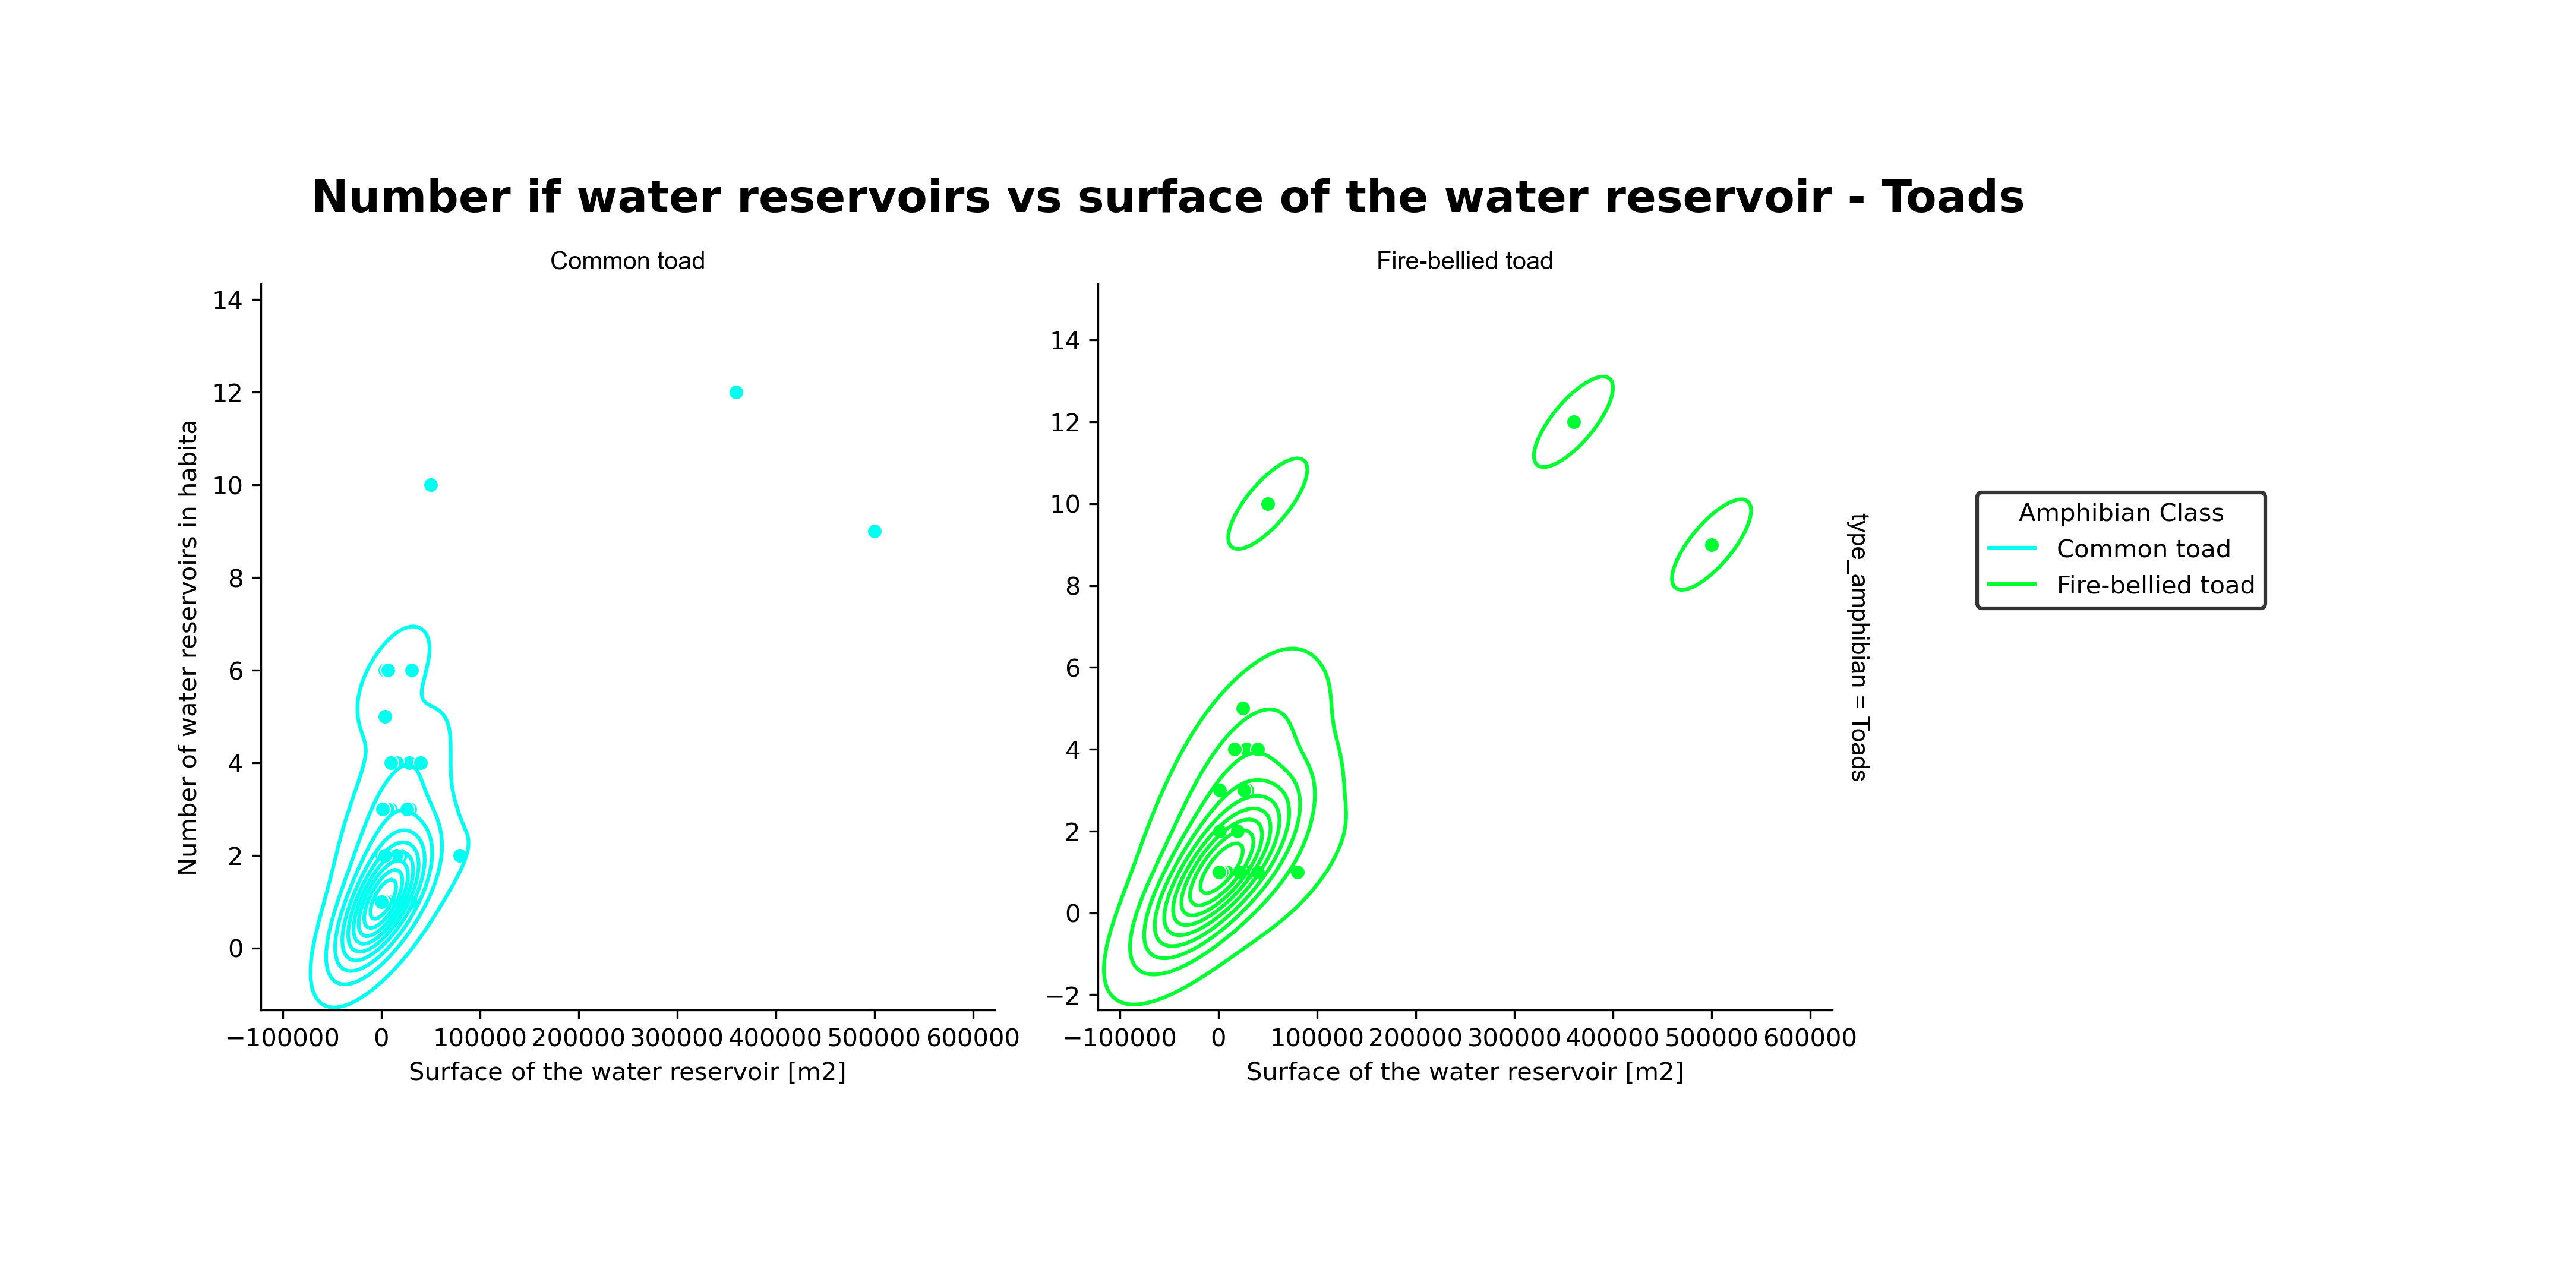 Number if water reservoirs vs surface of the water reservoir - Toads
Common toad
Number of water reservoirs in habita
14
12
10
8
6
4
2
0
−100000 0 100000 200000 300000 400000 500000 600000
Surface of the water reservoir [m2]
Fire-bellied toad
14
12
10
8
6
4
2
0
−2
−100000 0 100000 200000 300000 400000 500000 600000
Surface of the water reservoir [m2]
type_amphibian = Toads
Amphibian Class
Common toad
Fire-bellied toad